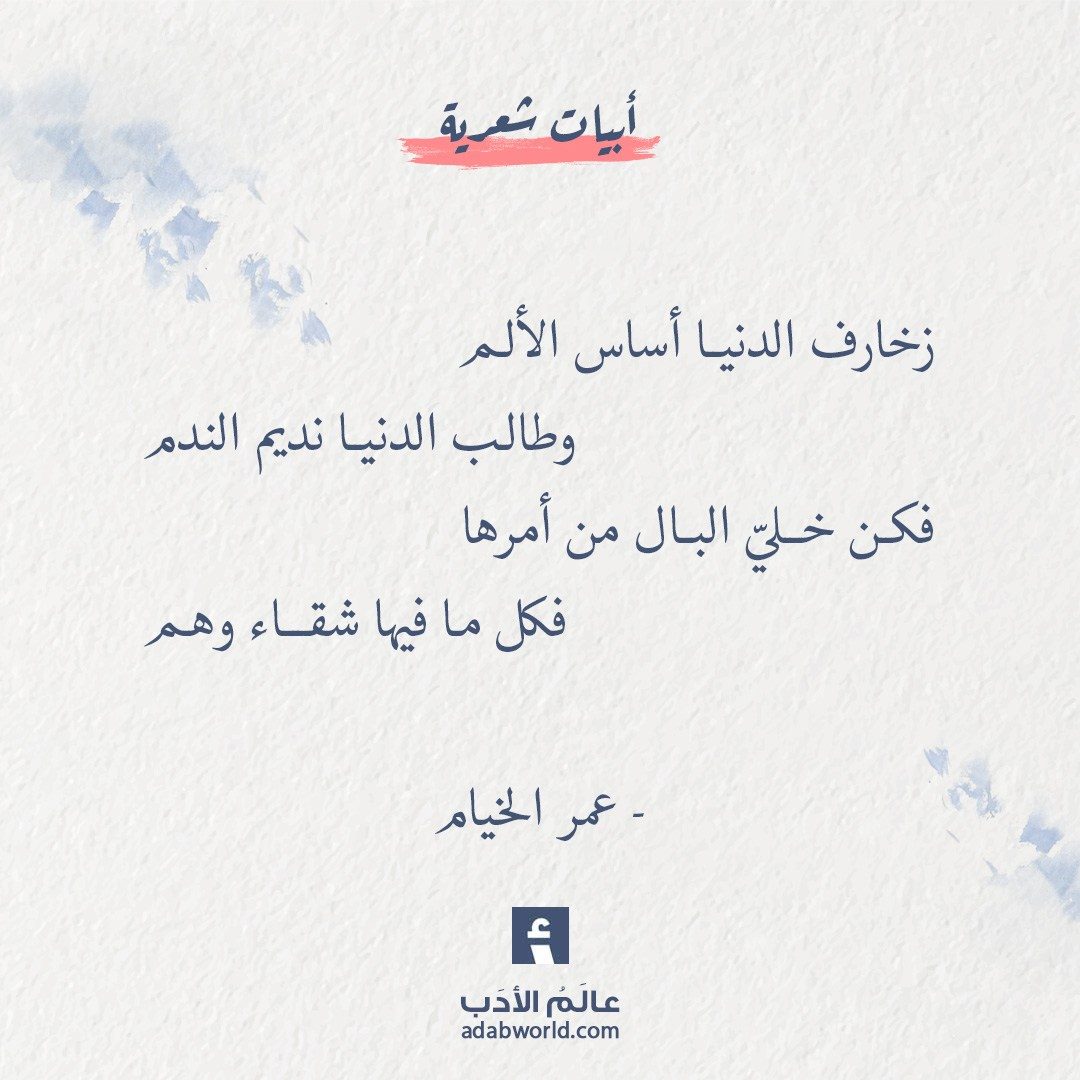 أبيات شعرية
زخارف الدنيا أساس الألم
وطالب الدنيا نديم الندم
فكن خليّ البال من أمرها
فكل ما فيها شقاء وهم
- عمر الخيام
أ
عالَمُ الأدَب
adabworld.com